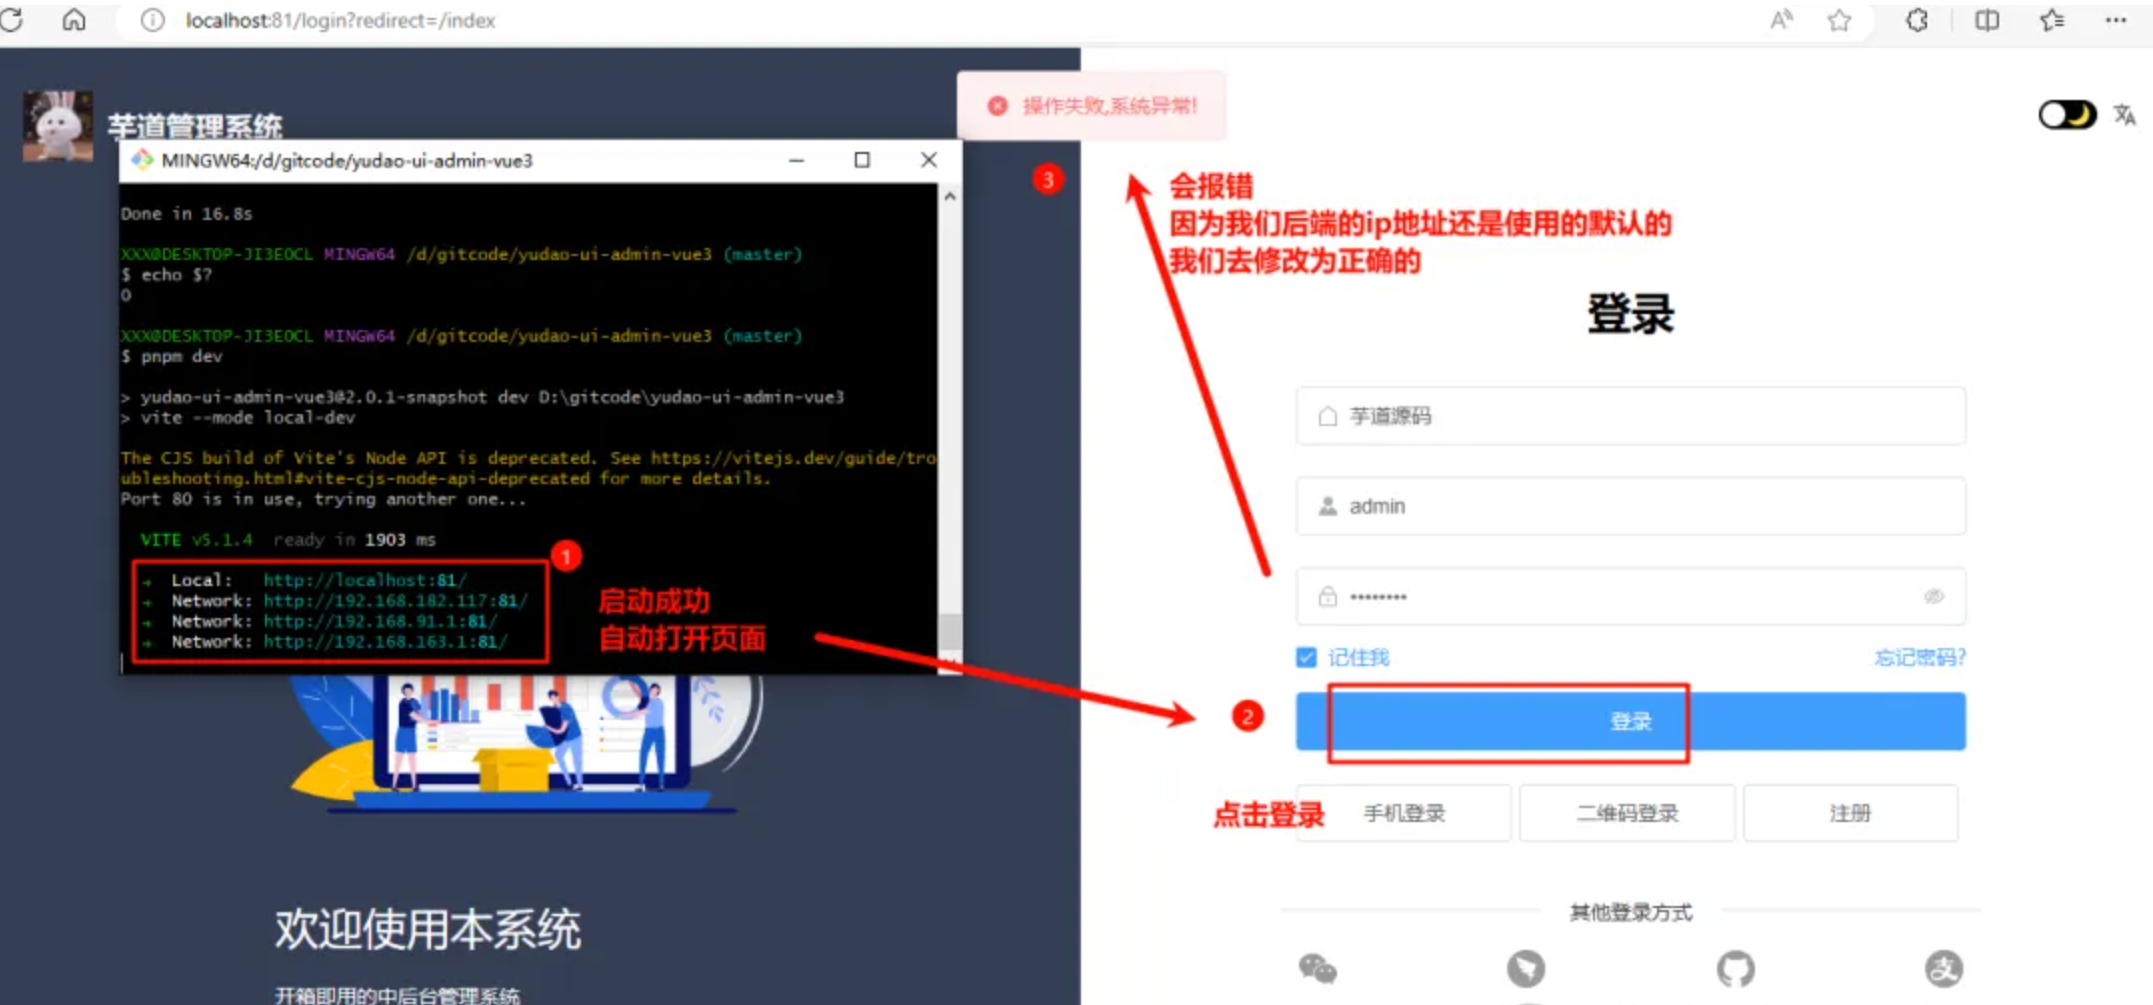 localhost:81/login?redirect=/index
芋道管理系统
操作失败,系统异常!
MINGW64:/d/gitcode/yudao-ui-admin-vue3
Done in 16.8s
XXX@DESKTOP-JI3EOCL MINGW64 /d/gitcode/yudao-ui-admin-vue3 (master)
$ echo $?
0
XXX@DESKTOP-JI3EOCL MINGW64 /d/gitcode/yudao-ui-admin-vue3 (master)
$ pnpm dev
> yudao-ui-admin-vue3@2.0.1-snapshot dev D:\gitcode\yudao-ui-admin-vue3
> vite --mode local-dev
The CJS build of Vite's Node API is deprecated. See https://vitejs.dev/guide/tro
ubleshooting.html#vite-cjs-node-api-deprecated for more details.
Port 80 is in use, trying another one...
VITE v5.1.4 ready in 1903 ms
➜ Local: http://localhost:81/
➜ Network: http://192.168.182.117:81/
➜ Network: http://192.168.91.1:81/
➜ Network: http://192.168.163.1:81/
1
启动成功
自动打开页面
3
会报错
因为我们后端的ip地址还是使用的默认的
我们去修改为正确的
登录
芋道源码
admin
••••••••
记住我
忘记密码?
2
登录
点击登录
手机登录
二维码登录
注册
其他登录方式
欢迎使用本系统
开箱即用的中后台管理系统